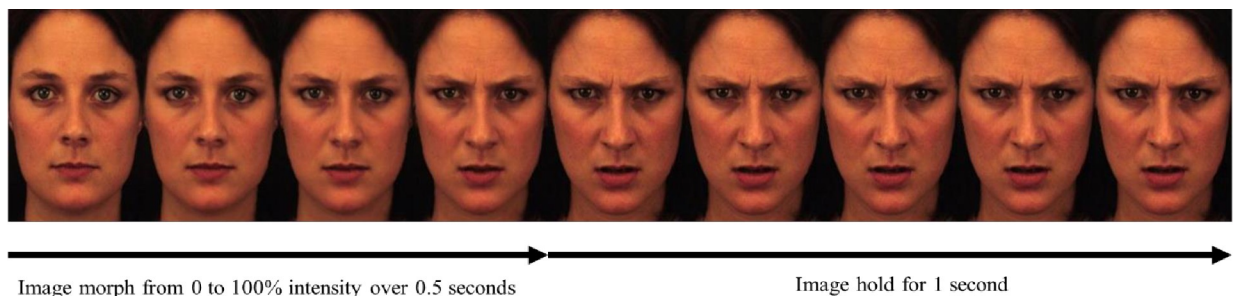 Image morph from 0 to 100% intensity over 0.5 seconds
Image hold for 1 second